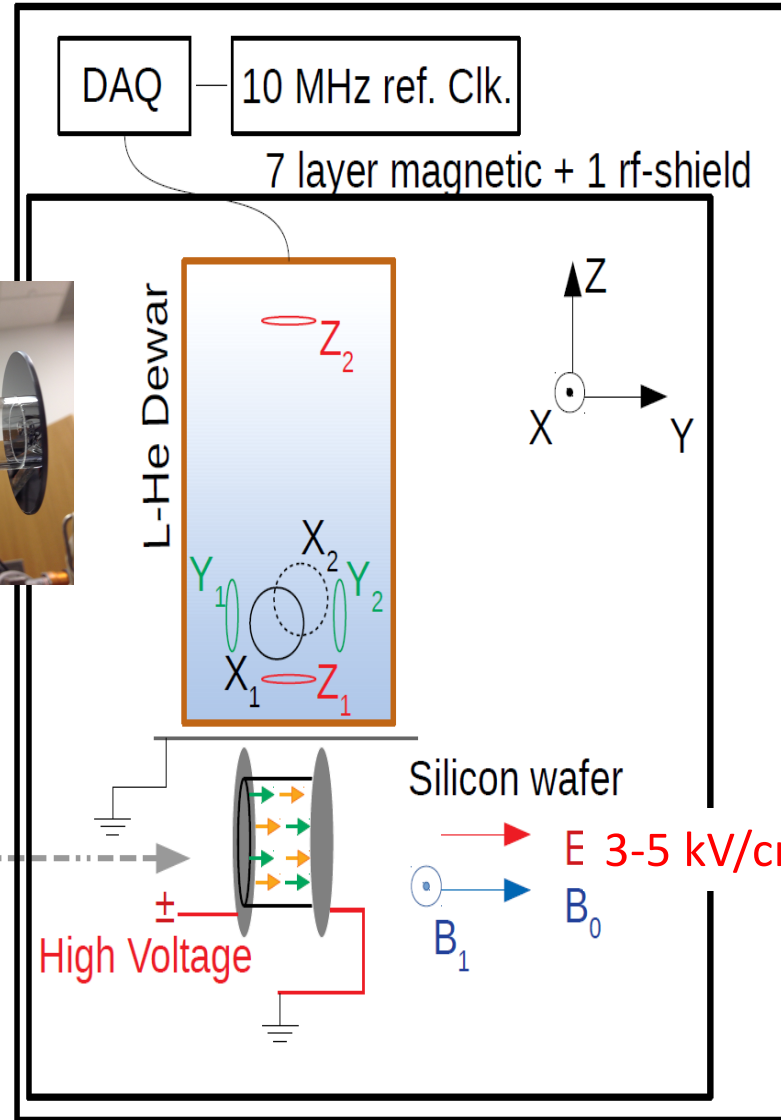 DAQ
10 MHz ref. Clk.
7 layer magnetic + 1 rf-shield
L-He Dewar
Z₂
Z
X
Y
X₂
Y₁
Y₂
X₁
Z₁
Silicon wafer
E 3-5 kV/c
±
High Voltage
B₀
B₁